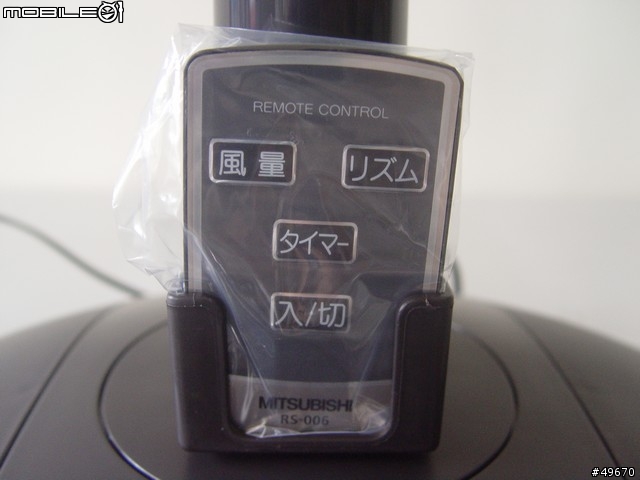 MOBILE01
REMOTE CONTROL
風量 リズム
タイマー
入/切
MITSUBISHI
RS-006
#49670